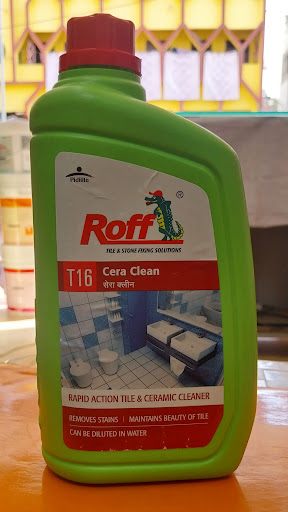 Pidilite
Roff ®
TILE & STONE FIXING SOLUTIONS
T16 Cera Clean
सेरा क्लीन
RAPID ACTION TILE & CERAMIC CLEANER
REMOVES STAINS | MAINTAINS BEAUTY OF TILE
CAN BE DILUTED IN WATER